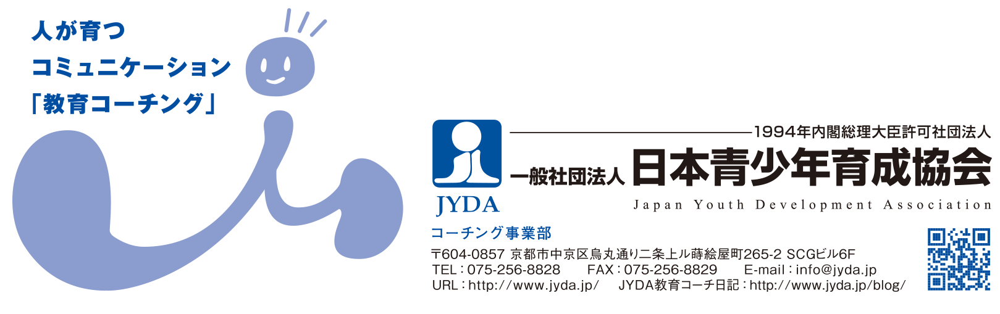 人が育つ
コミュニケーション
「教育コーチング」
1994年内閣総理大臣許可社団法人
一般社団法人 日本青少年育成協会
JYDA
Japan Youth Development Association
コーチング事業部
〒604-0857 京都市中京区烏丸通り二条上ル蒔絵屋町265-2 SCGビル6F
TEL：075-256-8828 FAX：075-256-8829 E-mail：info@jyda.jp
URL：http://www.jyda.jp/ JYDA教育コーチ日記：http://www.jyda.jp/blog/